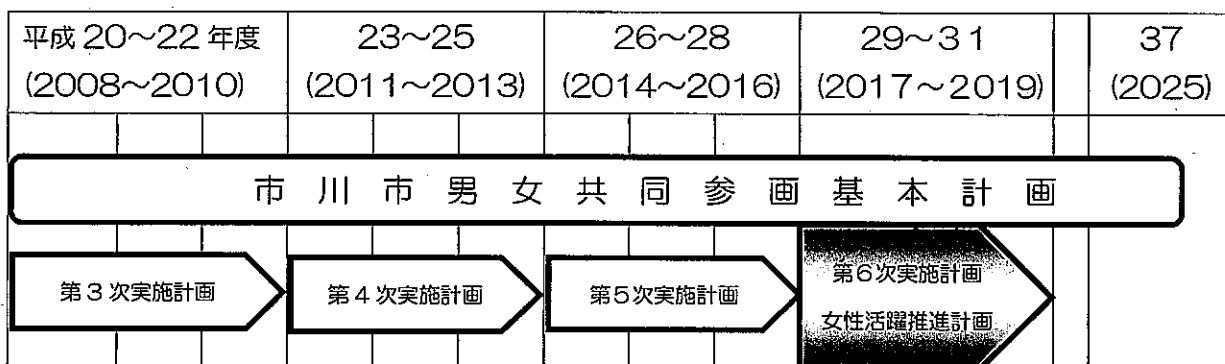 平成20～22年度
(2008～2010)
23～25
(2011～2013)
26～28
(2014～2016)
29～31
(2017～2019)
37
(2025)
市川市男女共同参画基本計画
第3次実施計画
第4次実施計画
第5次実施計画
第6次実施計画
女性活躍推進計画